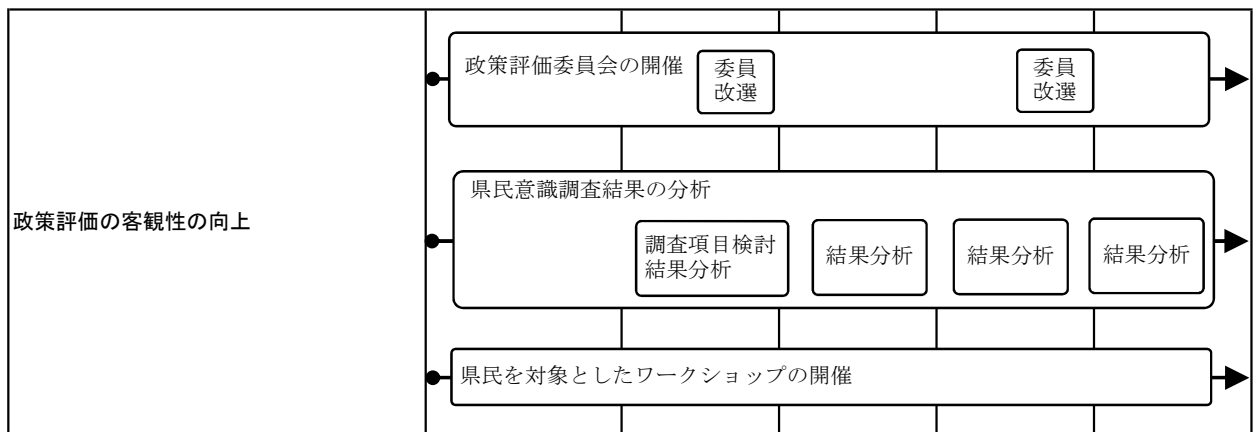 政策評価の客観性の向上
政策評価委員会の開催
委員
改選
委員
改選
県民意識調査結果の分析
調査項目検討
結果分析
結果分析
結果分析
結果分析
県民を対象としたワークショップの開催